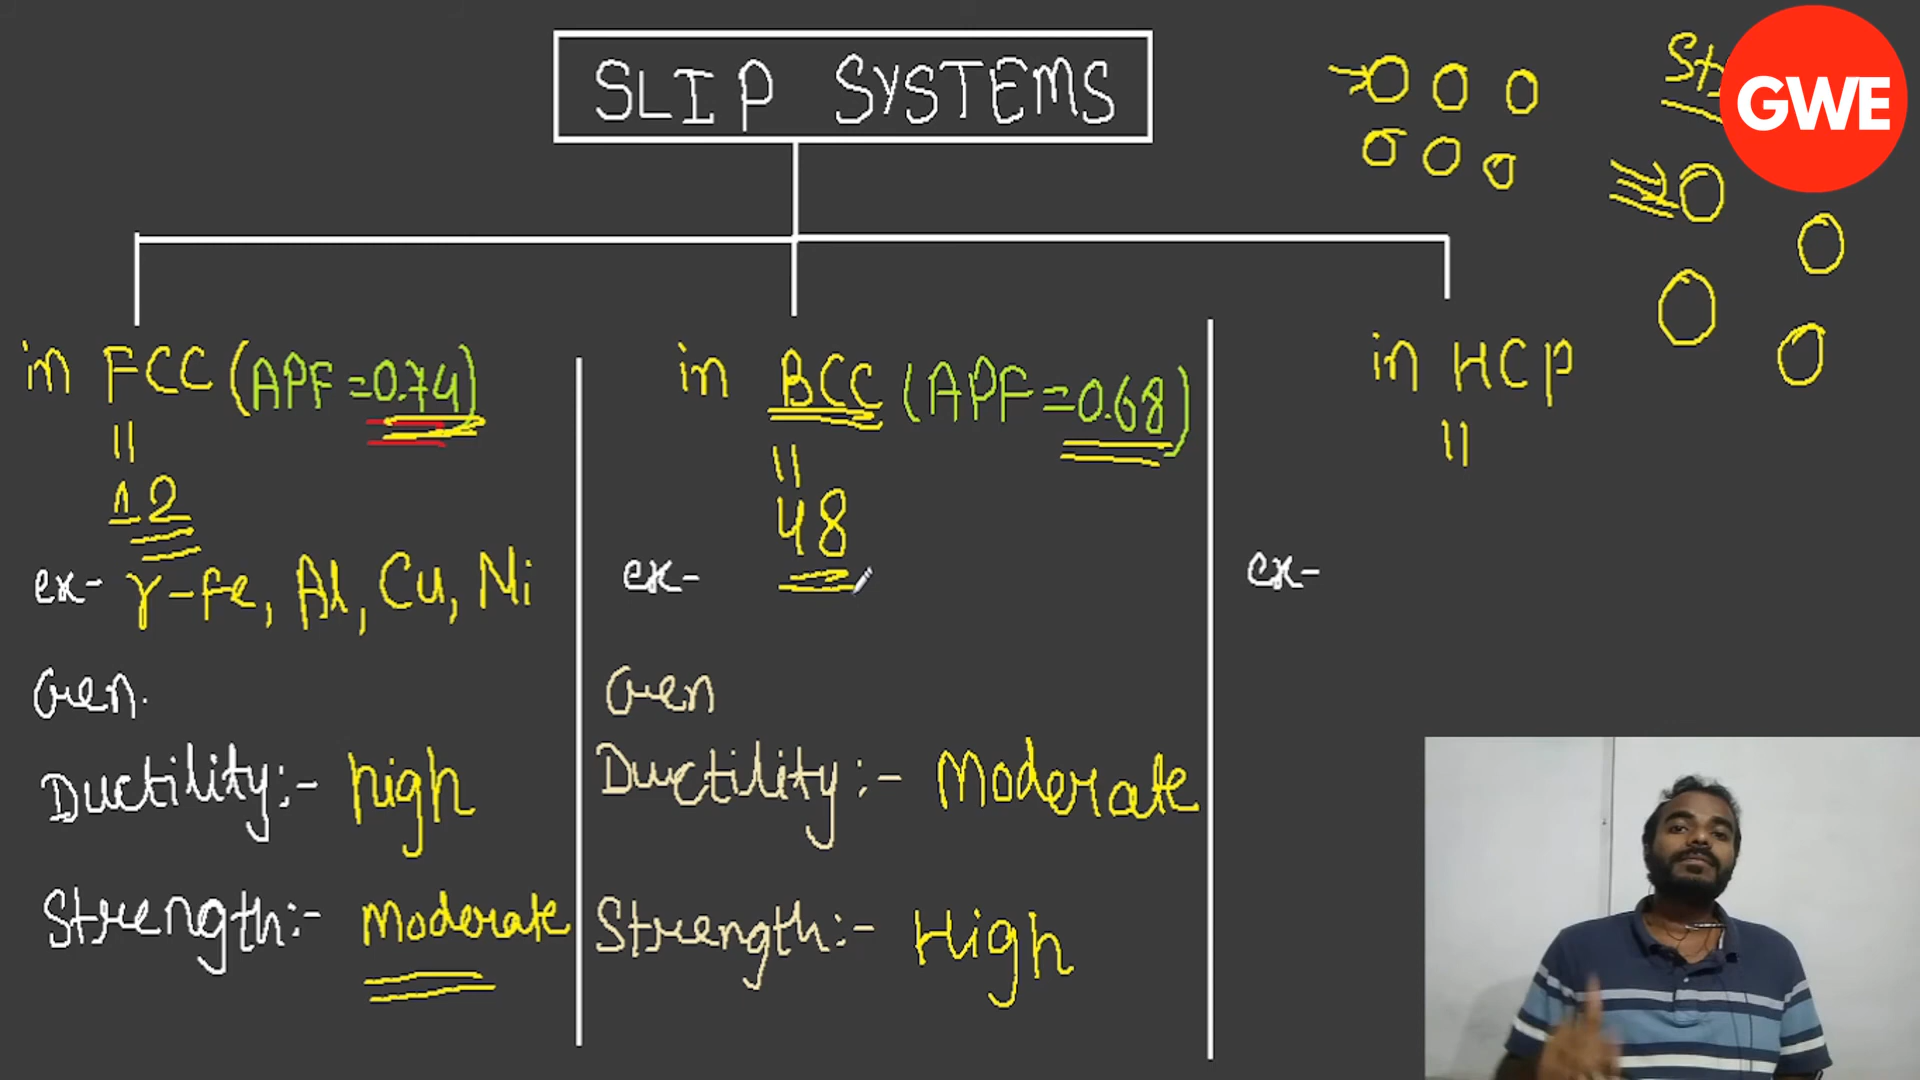 SLIP SYSTEMS
GWE
in FCC (APF = 0.74)
||
12
ex- γ-Fe, Al, Cu, Ni
Gen.
Ductility:- high
Strength:- Moderate
in BCC (APF = 0.68)
||
48
ex-
Gen
Ductility:- Moderate
Strength:- High
in HCP
||
ex-